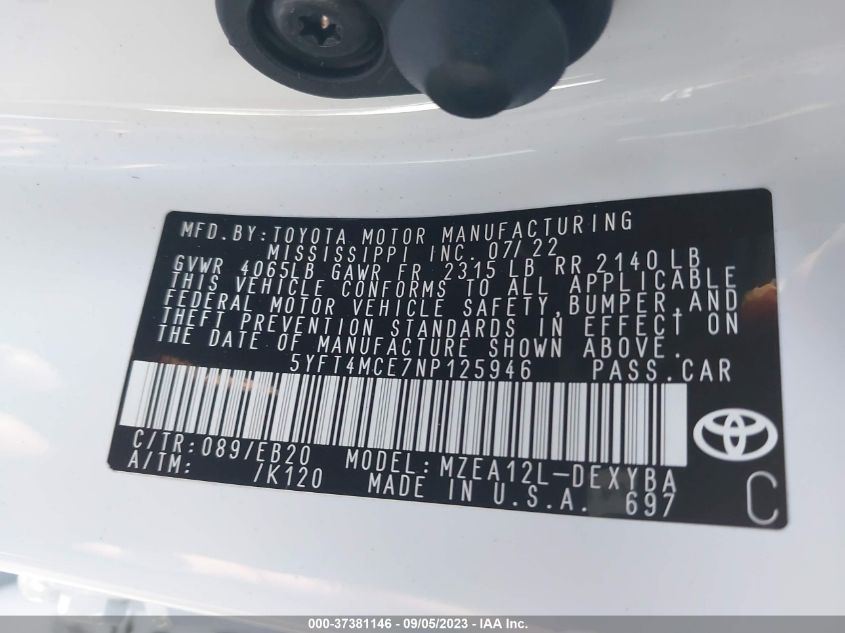 MFD.BY:TOYOTA MOTOR MANUFACTURING
MISSISSIPPI INC. 07/22
GVWR 4065LB GAWR FR 2315 LB RR 2140 LB
THIS VEHICLE CONFORMS TO ALL APPLICABLE
FEDERAL MOTOR VEHICLE SAFETY, BUMPER, AND
THEFT PREVENTION STANDARDS IN EFFECT ON
THE DATE OF MANUFACTURE SHOWN ABOVE.
5YFT4MCE7NP125946 PASS.CAR
C/TR:089/EB20 MODEL:MZEA12L-DEXYBA
A/TM: /K120 MADE IN U.S.A. 697
C
000-37381146 - 09/05/2023 - IAA Inc.